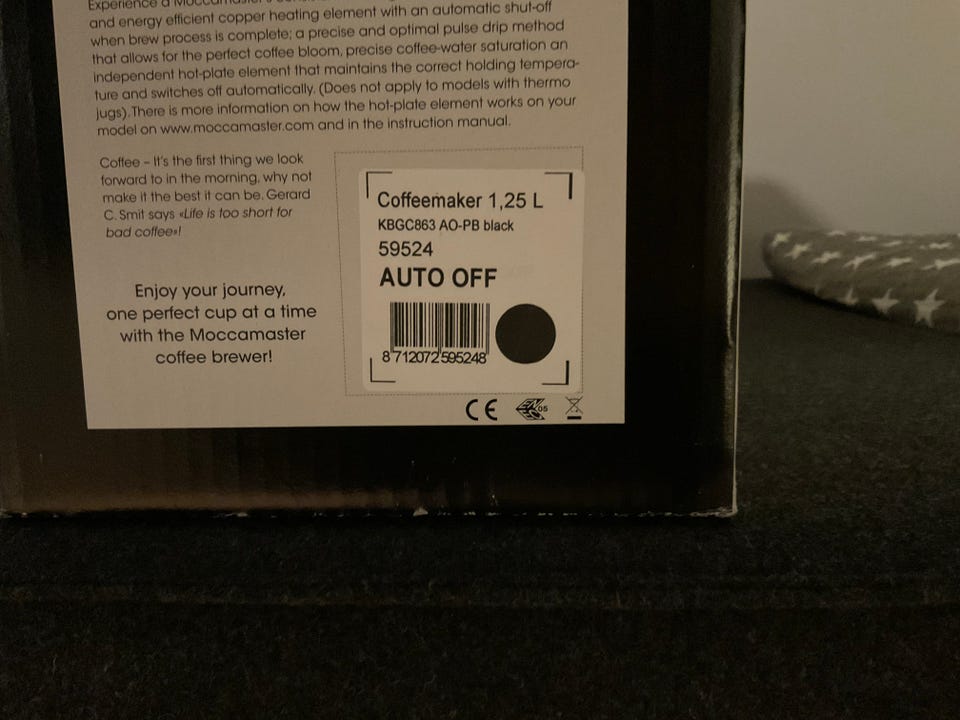 Experience a Moccamaster's
and energy efficient copper heating element with an automatic shut-off
when brew process is complete; a precise and optimal pulse drip method
that allows for the perfect coffee bloom, precise coffee-water saturation an
independent hot-plate element that maintains the correct holding tempera-
ture and switches off automatically. (Does not apply to models with thermo
jugs). There is more information on how the hot-plate element works on your
model on www.moccamaster.com and in the instruction manual.
Coffee – It's the first thing we look
forward to in the morning, why not
make it the best it can be. Gerard
C. Smit says «Life is too short for
bad coffee»!
Enjoy your journey,
one perfect cup at a time
with the Moccamaster
coffee brewer!
Coffeemaker 1,25 L
KBGC863 AO-PB black
59524
AUTO OFF
8 712072 595248
CE
05